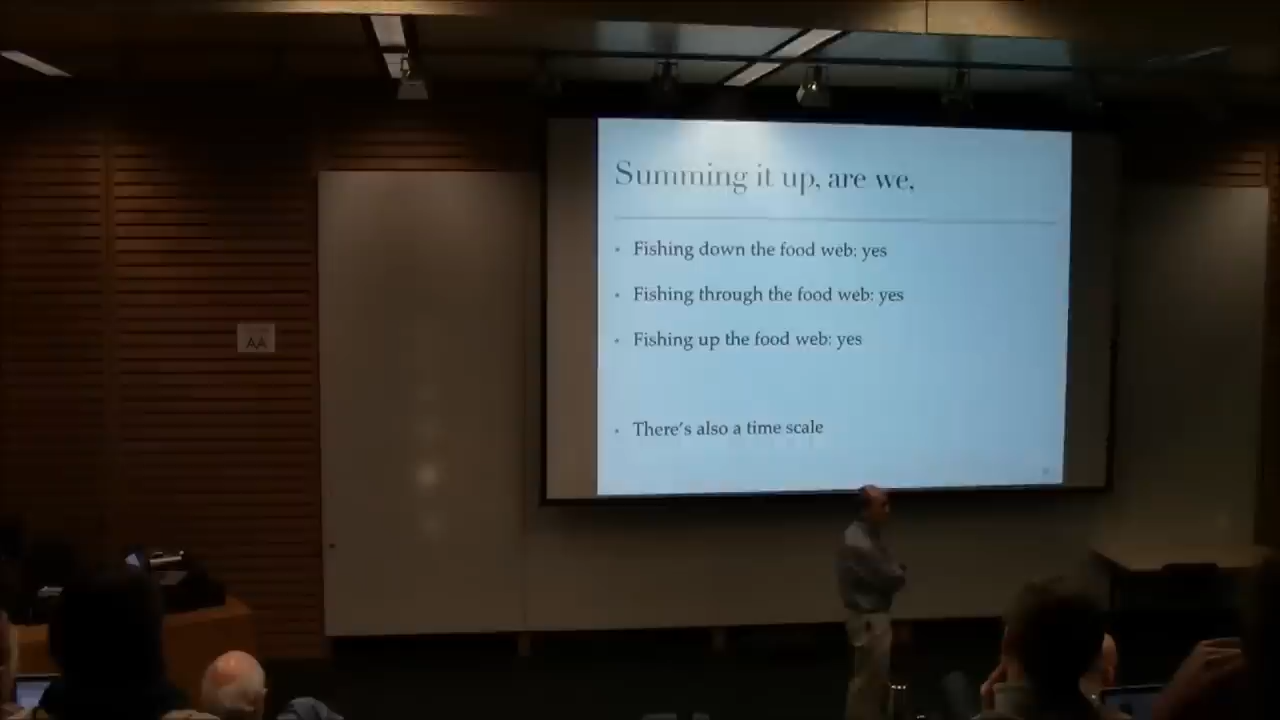 Summing it up, are we,
• Fishing down the food web: yes
• Fishing through the food web: yes
• Fishing up the food web: yes
• There's also a time scale
AA